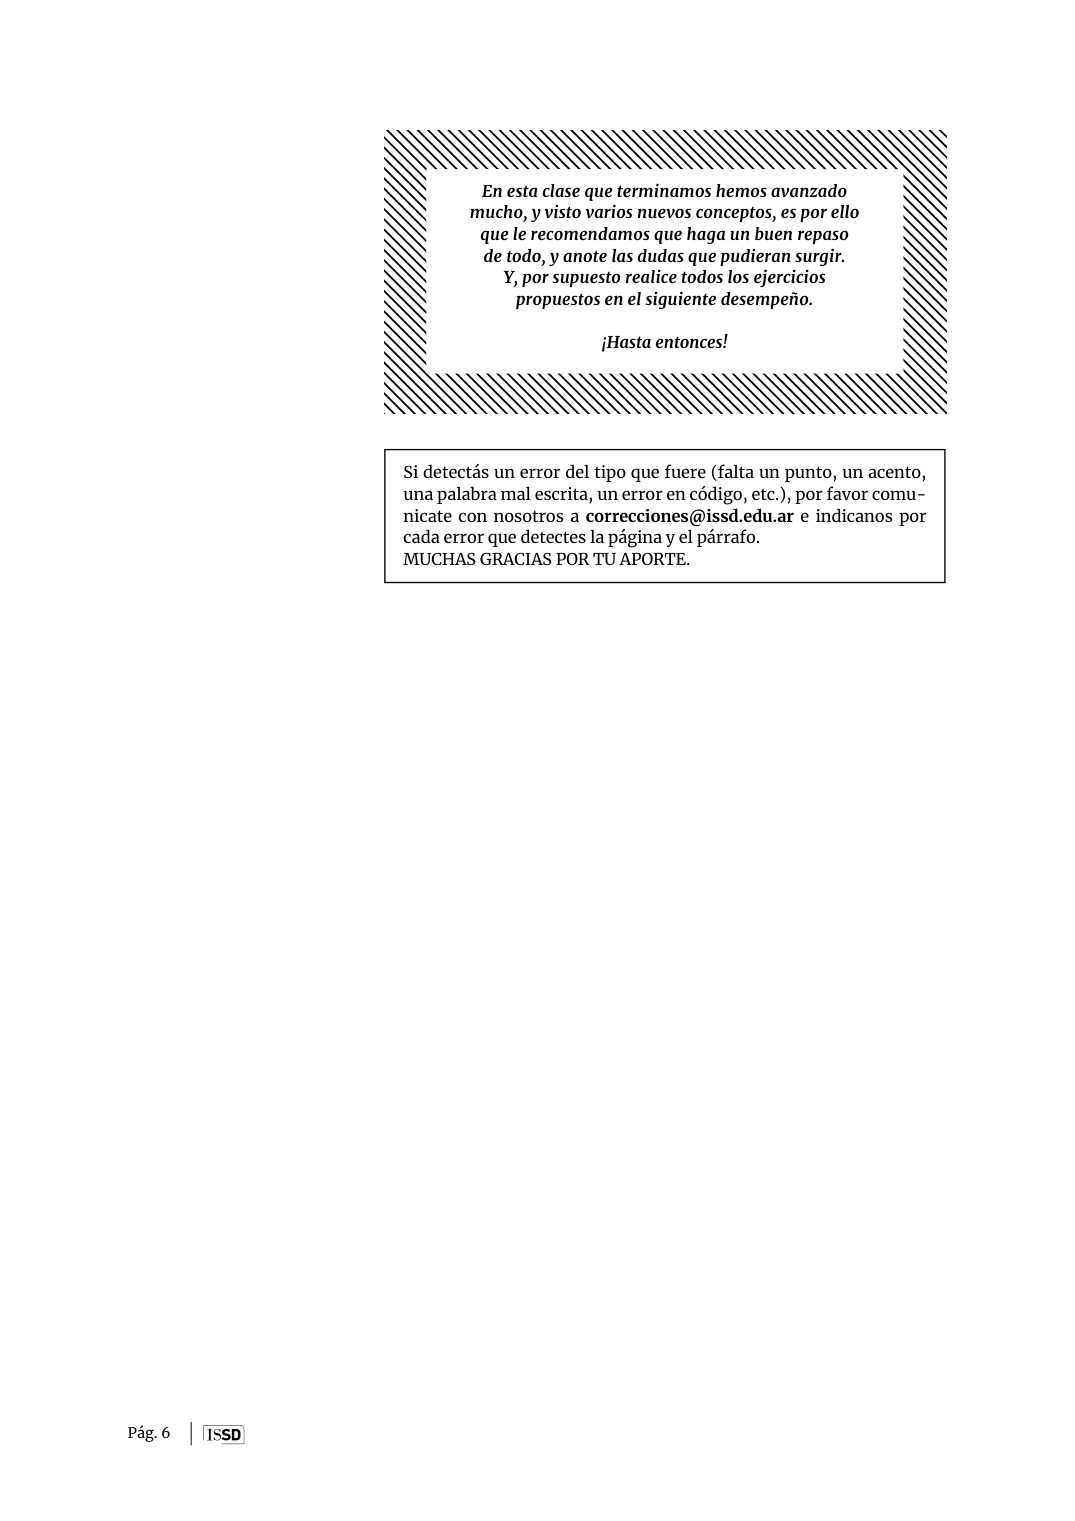 En esta clase que terminamos hemos avanzado
mucho, y visto varios nuevos conceptos, es por ello
que le recomendamos que haga un buen repaso
de todo, y anote las dudas que pudieran surgir.
Y, por supuesto realice todos los ejercicios
propuestos en el siguiente desempeño.
¡Hasta entonces!
Si detectás un error del tipo que fuere (falta un punto, un acento,
una palabra mal escrita, un error en código, etc.), por favor comu-
nicate con nosotros a correcciones@issd.edu.ar e indicanos por
cada error que detectes la página y el párrafo.
MUCHAS GRACIAS POR TU APORTE.
Pág. 6 ISSD